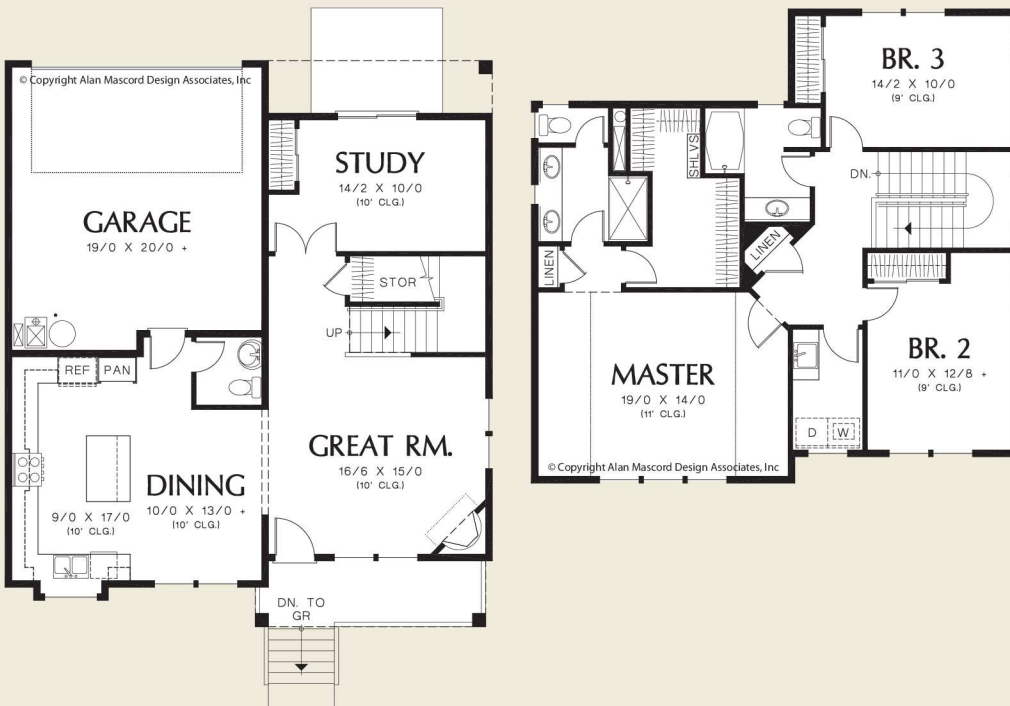 © Copyright Alan Mascord Design Associates, Inc
GARAGE
19/0 X 20/0 +
STUDY
14/2 X 10/0
(10' CLG.)
STOR
UP
REF
PAN
GREAT RM.
16/6 X 15/0
(10' CLG.)
DINING
10/0 X 13/0 +
(10' CLG.)
9/0 X 17/0
(10' CLG.)
DN. TO
GR
BR. 3
14/2 X 10/0
(9' CLG.)
SHLVS
DN.
LINEN
LINEN
MASTER
19/0 X 14/0
(11' CLG.)
BR. 2
11/0 X 12/8 +
(9' CLG.)
D
W
© Copyright Alan Mascord Design Associates, Inc